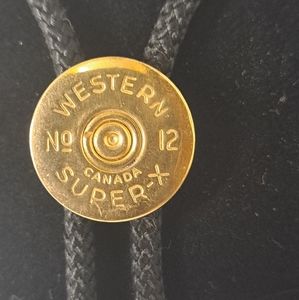 WESTERN
Nº 12
CANADA
SUPER-X